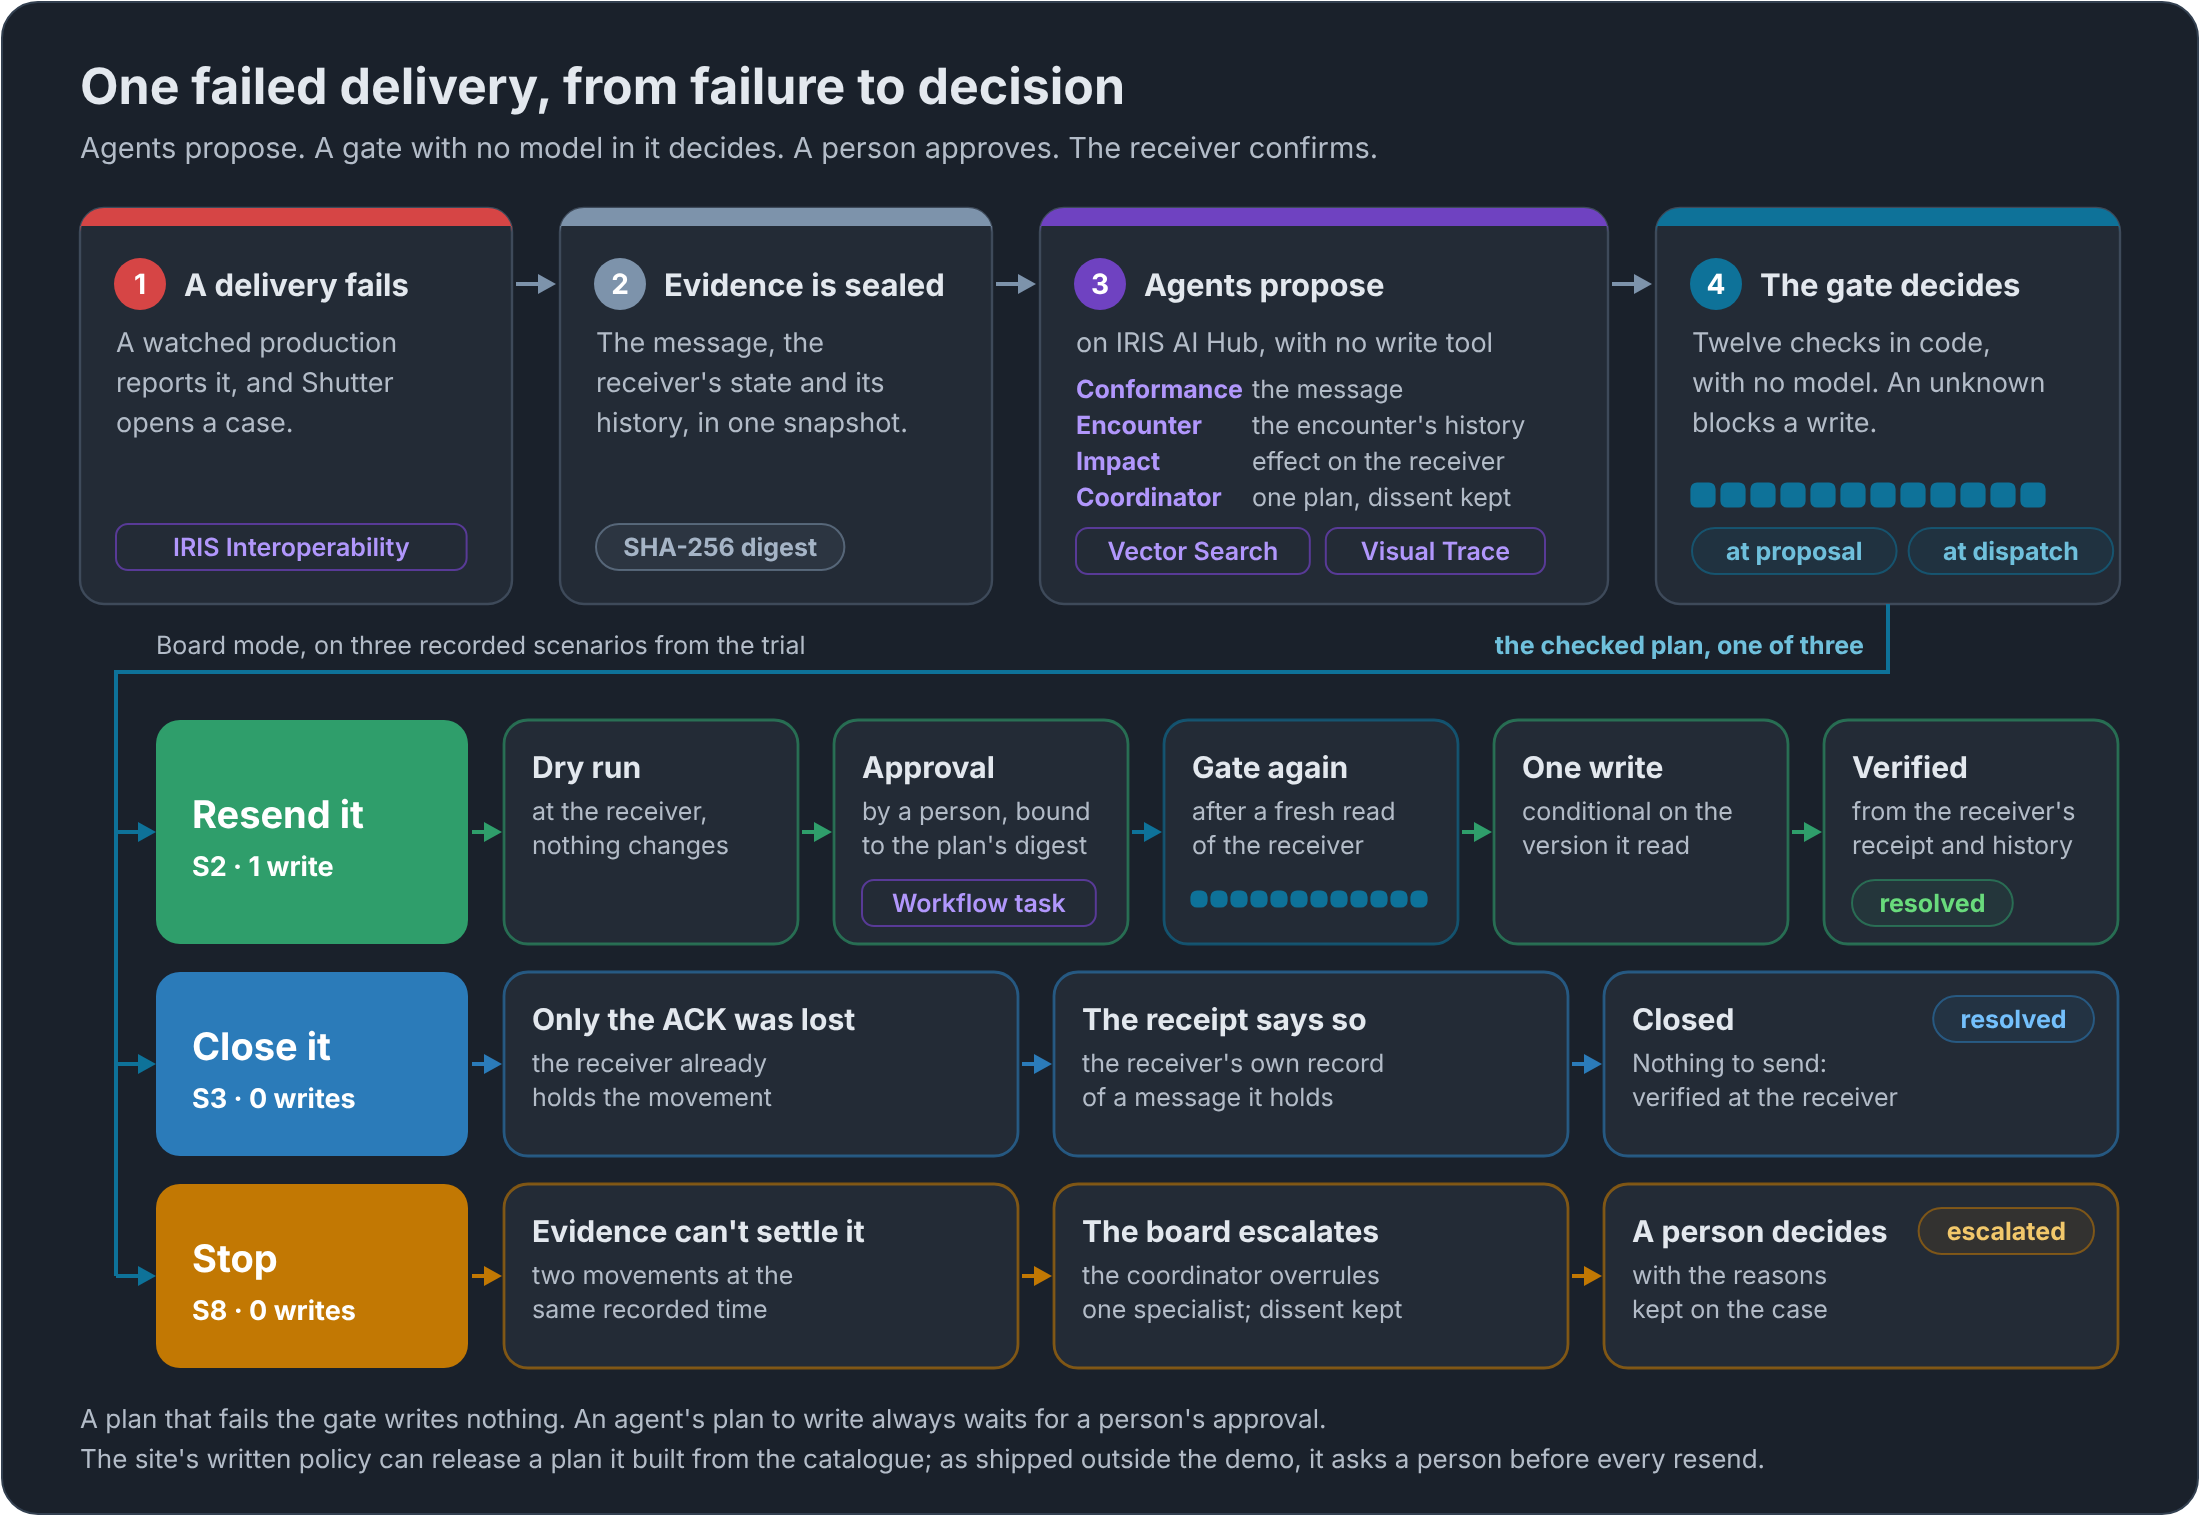 One failed delivery, from failure to decision
Agents propose. A gate with no model in it decides. A person approves. The receiver confirms.
1 A delivery fails
A watched production
reports it, and Shutter
opens a case.
IRIS Interoperability
2 Evidence is sealed
The message, the
receiver's state and its
history, in one snapshot.
SHA-256 digest
3 Agents propose
on IRIS AI Hub, with no write tool
Conformance the message
Encounter the encounter's history
Impact effect on the receiver
Coordinator one plan, dissent kept
Vector Search Visual Trace
4 The gate decides
Twelve checks in code,
with no model. An unknown
blocks a write.
at proposal at dispatch
Board mode, on three recorded scenarios from the trial
the checked plan, one of three
Resend it
S2 · 1 write
Dry run
at the receiver,
nothing changes
Approval
by a person, bound
to the plan's digest
Workflow task
Gate again
after a fresh read
of the receiver
One write
conditional on the
version it read
Verified
from the receiver's
receipt and history
resolved
Close it
S3 · 0 writes
Only the ACK was lost
the receiver already
holds the movement
The receipt says so
the receiver's own record
of a message it holds
Closed
resolved
Nothing to send:
verified at the receiver
Stop
S8 · 0 writes
Evidence can't settle it
two movements at the
same recorded time
The board escalates
the coordinator overrules
one specialist; dissent kept
A person decides
escalated
with the reasons
kept on the case
A plan that fails the gate writes nothing. An agent's plan to write always waits for a person's approval.
The site's written policy can release a plan it built from the catalogue; as shipped outside the demo, it asks a person before every resend.